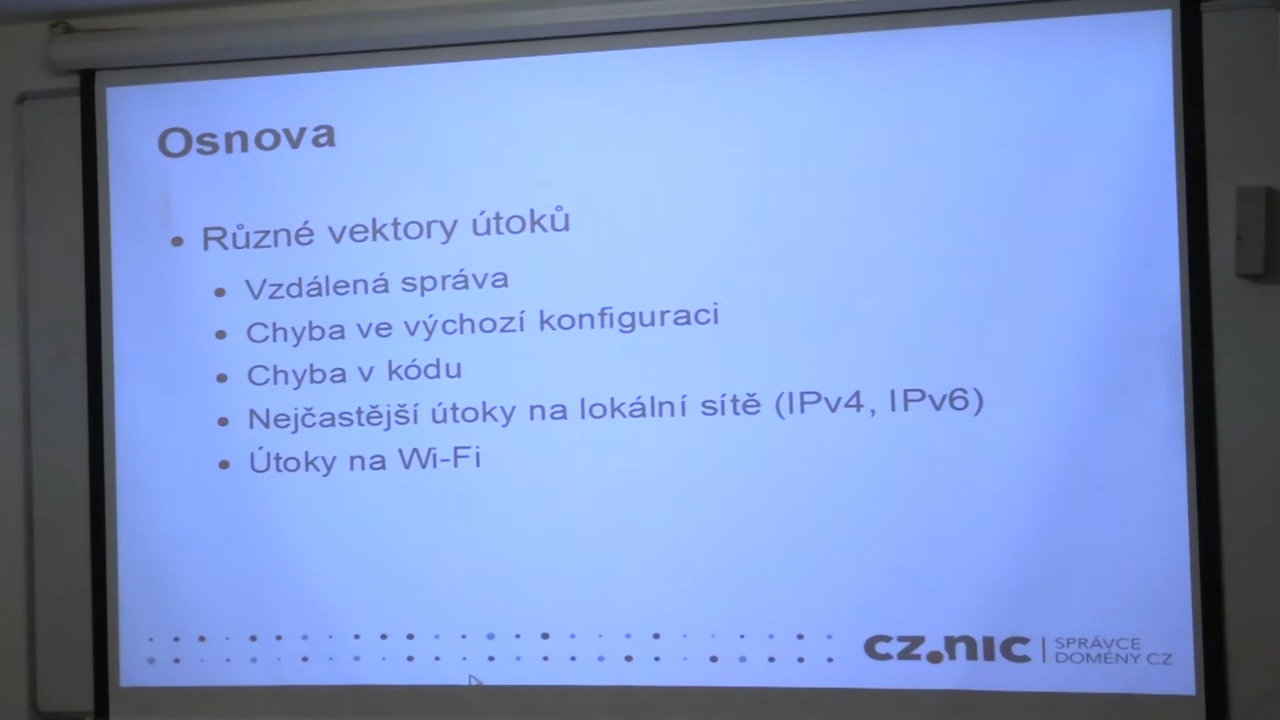 Osnova
• Různé vektory útoků
• Vzdálená správa
• Chyba ve výchozí konfiguraci
• Chyba v kódu
• Nejčastější útoky na lokální sítě (IPv4, IPv6)
• Útoky na Wi-Fi
cz.nic | SPRÁVCE
DOMÉNY CZ